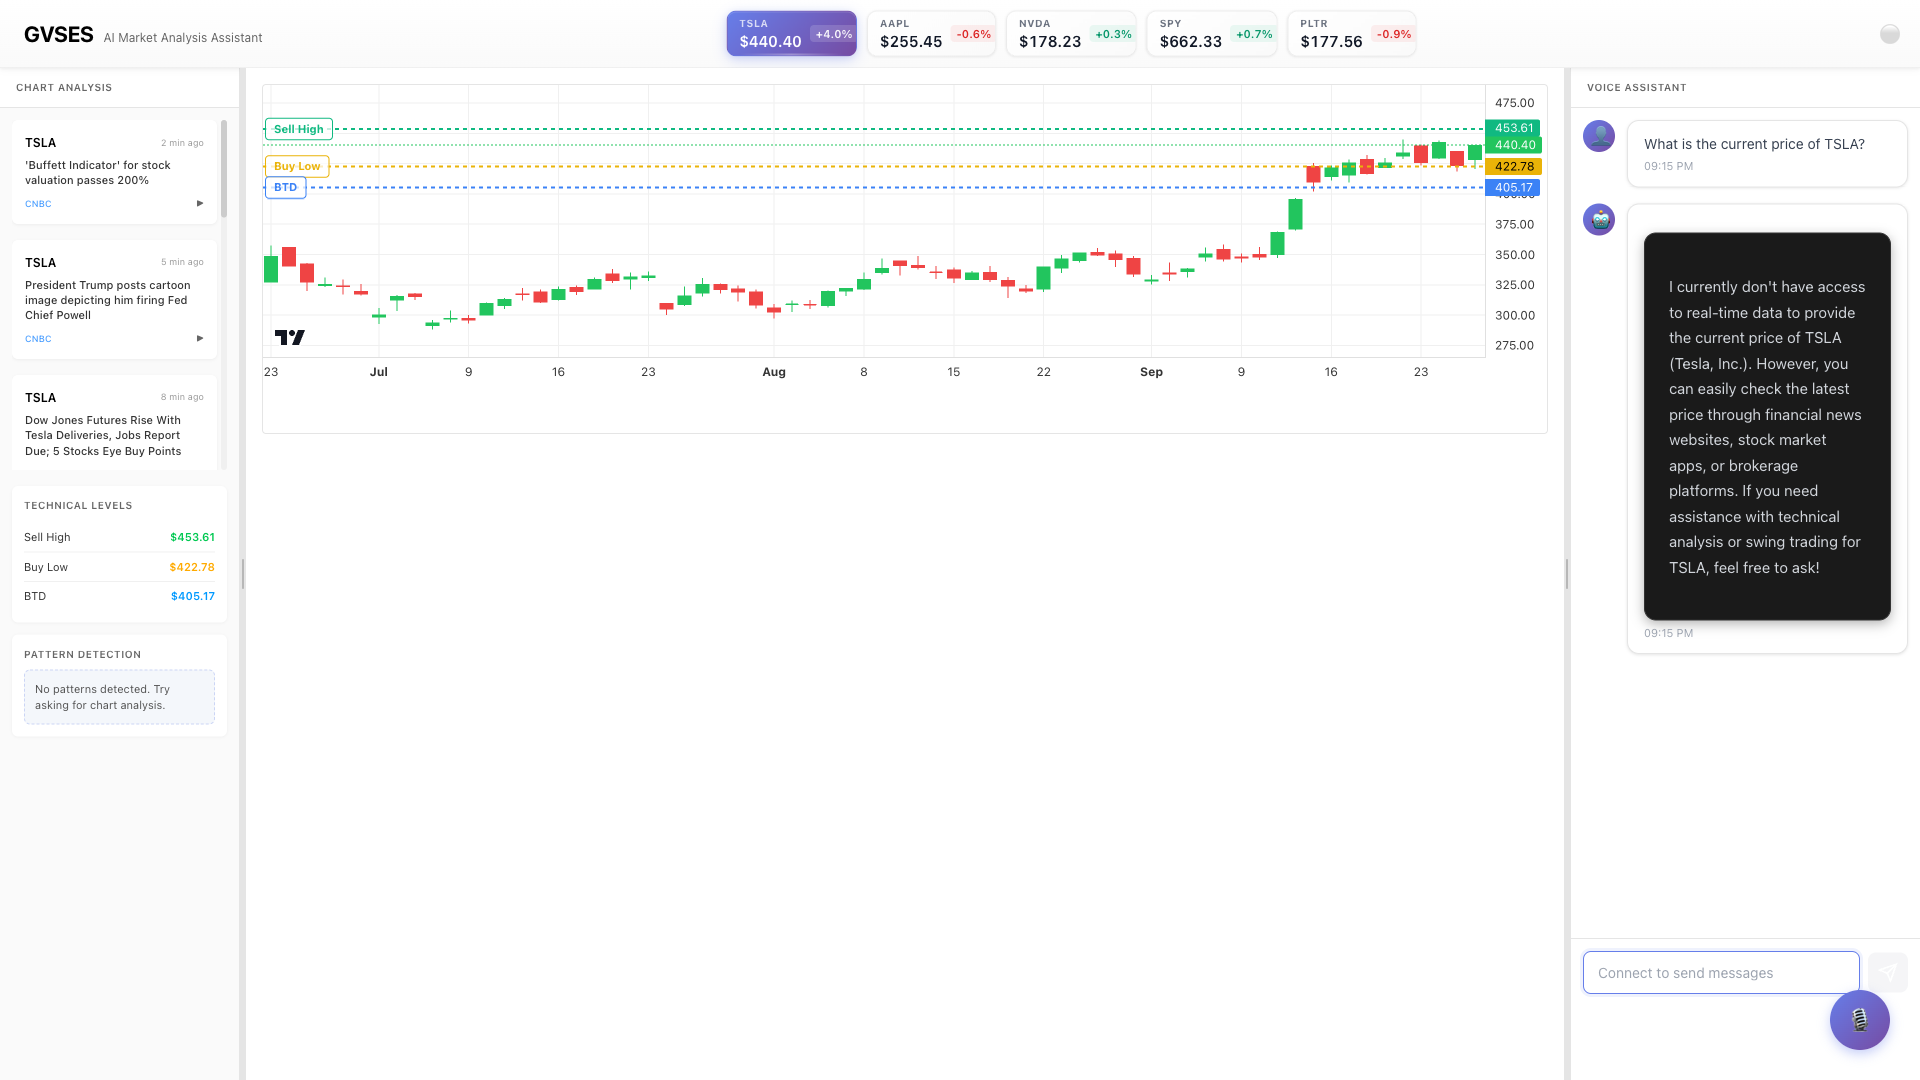 GVSES AI Market Analysis Assistant
TSLA
$440.40 +4.0%
AAPL
$255.45 -0.6%
NVDA
$178.23 +0.3%
SPY
$662.33 +0.7%
PLTR
$177.56 -0.9%
CHART ANALYSIS
TSLA 2 min ago
'Buffett Indicator' for stock
valuation passes 200%
CNBC
TSLA 5 min ago
President Trump posts cartoon
image depicting him firing Fed
Chief Powell
CNBC
TSLA 8 min ago
Dow Jones Futures Rise With
Tesla Deliveries, Jobs Report
Due; 5 Stocks Eye Buy Points
TECHNICAL LEVELS
Sell High $453.61
Buy Low $422.78
BTD $405.17
PATTERN DETECTION
No patterns detected. Try
asking for chart analysis.
Sell High
Buy Low
BTD
475.00
453.61
440.40
422.78
405.17
375.00
350.00
325.00
300.00
275.00
23 Jul 9 16 23 Aug 8 15 22 Sep 9 16 23
VOICE ASSISTANT
What is the current price of TSLA?
09:15 PM
I currently don't have access
to real-time data to provide
the current price of TSLA
(Tesla, Inc.). However, you
can easily check the latest
price through financial news
websites, stock market
apps, or brokerage
platforms. If you need
assistance with technical
analysis or swing trading for
TSLA, feel free to ask!
09:15 PM
Connect to send messages